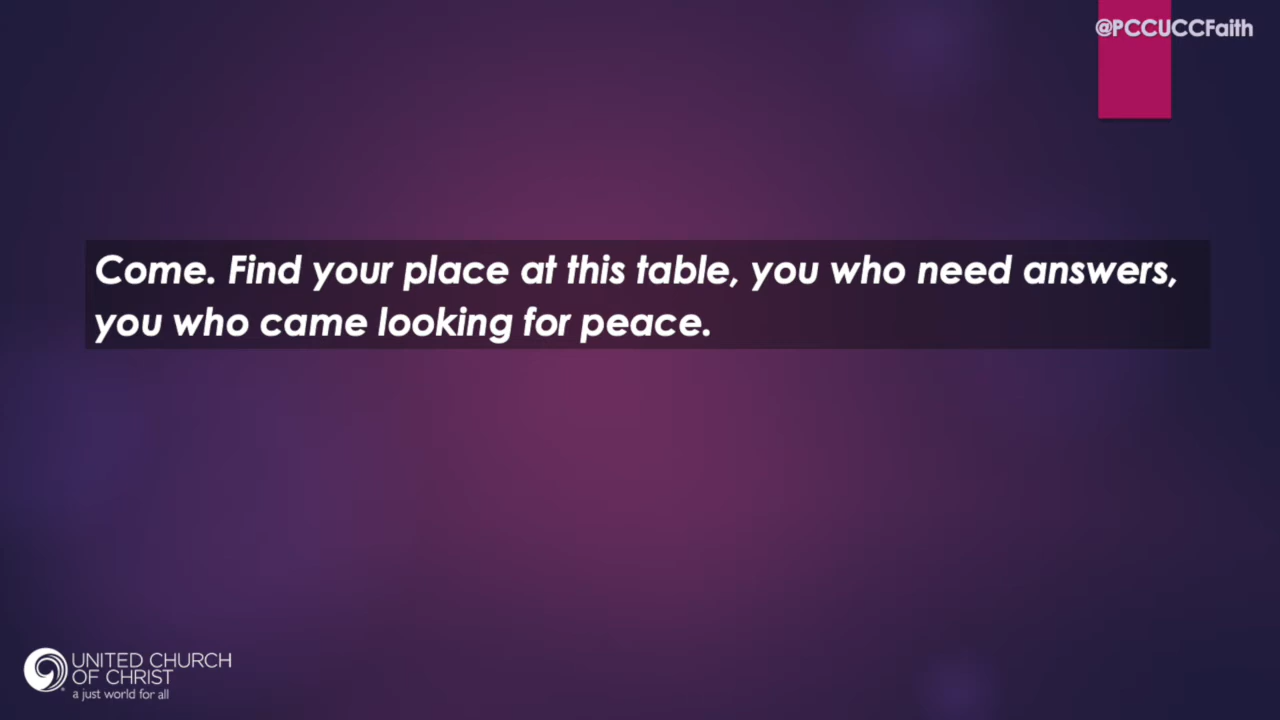 @PCCUCCFaith
Come. Find your place at this table, you who need answers,
you who came looking for peace.
UNITED CHURCH
OF CHRIST
a just world for all